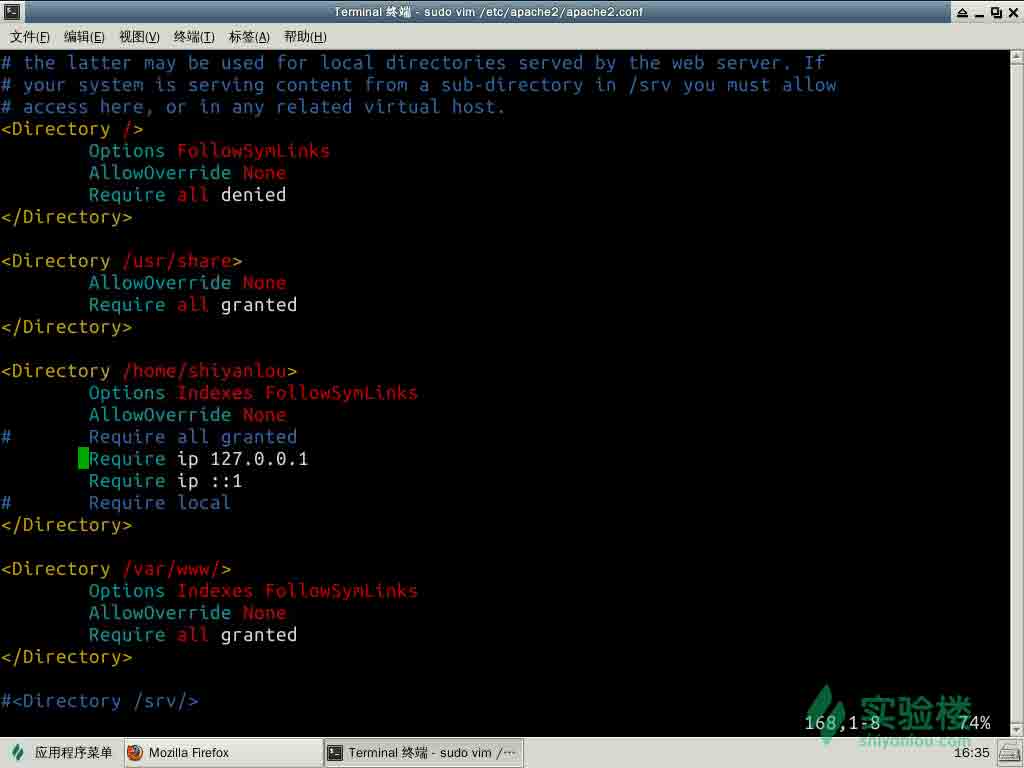 Terminal 终端 - sudo vim /etc/apache2/apache2.conf
文件(F) 编辑(E) 视图(V) 终端(T) 标签(A) 帮助(H)
# the latter may be used for local directories served by the web server. If
# your system is serving content from a sub-directory in /srv you must allow
# access here, or in any related virtual host.
<Directory />
        Options FollowSymLinks
        AllowOverride None
        Require all denied
</Directory>
<Directory /usr/share>
        AllowOverride None
        Require all granted
</Directory>
<Directory /home/shiyanlou>
        Options Indexes FollowSymLinks
        AllowOverride None
#       Require all granted
        Require ip 127.0.0.1
        Require ip ::1
#       Require local
</Directory>
<Directory /var/www/>
        Options Indexes FollowSymLinks
        AllowOverride None
        Require all granted
</Directory>
#<Directory /srv/>
实验楼
168,1-8 74%
shiyanlou.com
应用程序菜单 Mozilla Firefox Terminal 终端 - sudo vim /··· 16:35